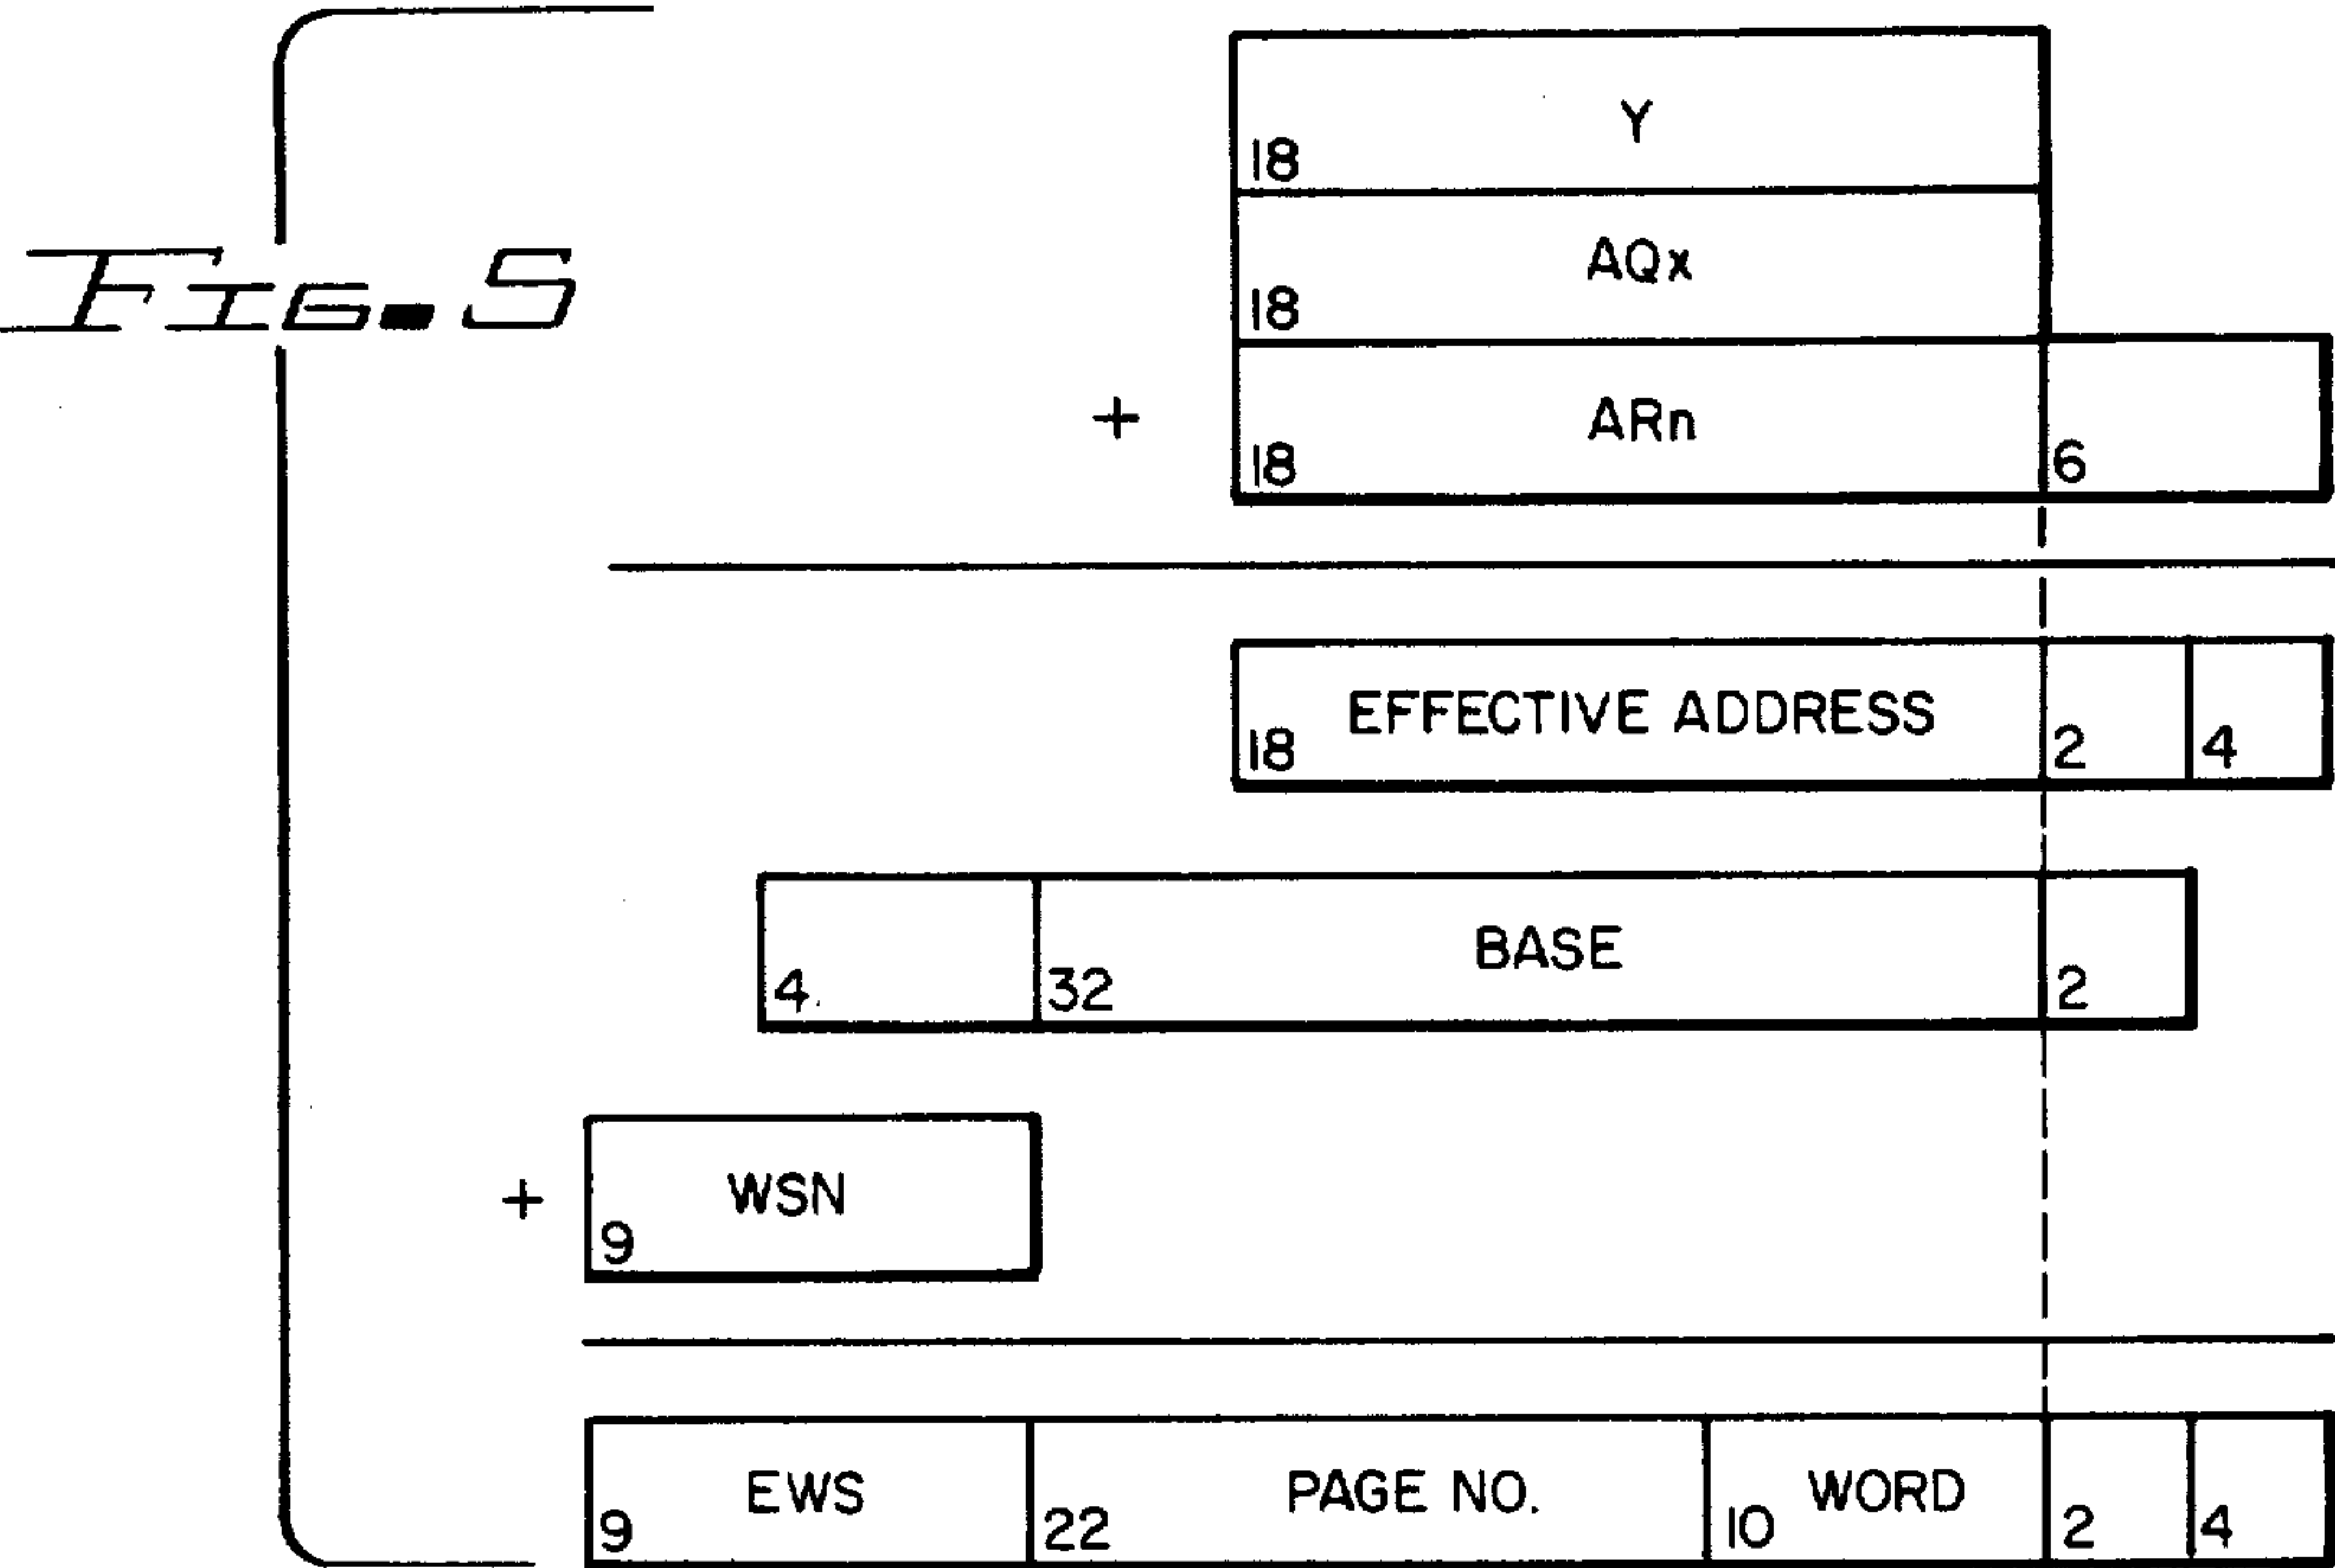 FIG. 5
Y
18
AQx
18
+
ARn
18
6
EFFECTIVE ADDRESS
18
2
4
BASE
4
32
2
+
WSN
9
EWS
9
PAGE NO.
22
WORD
10
2
4